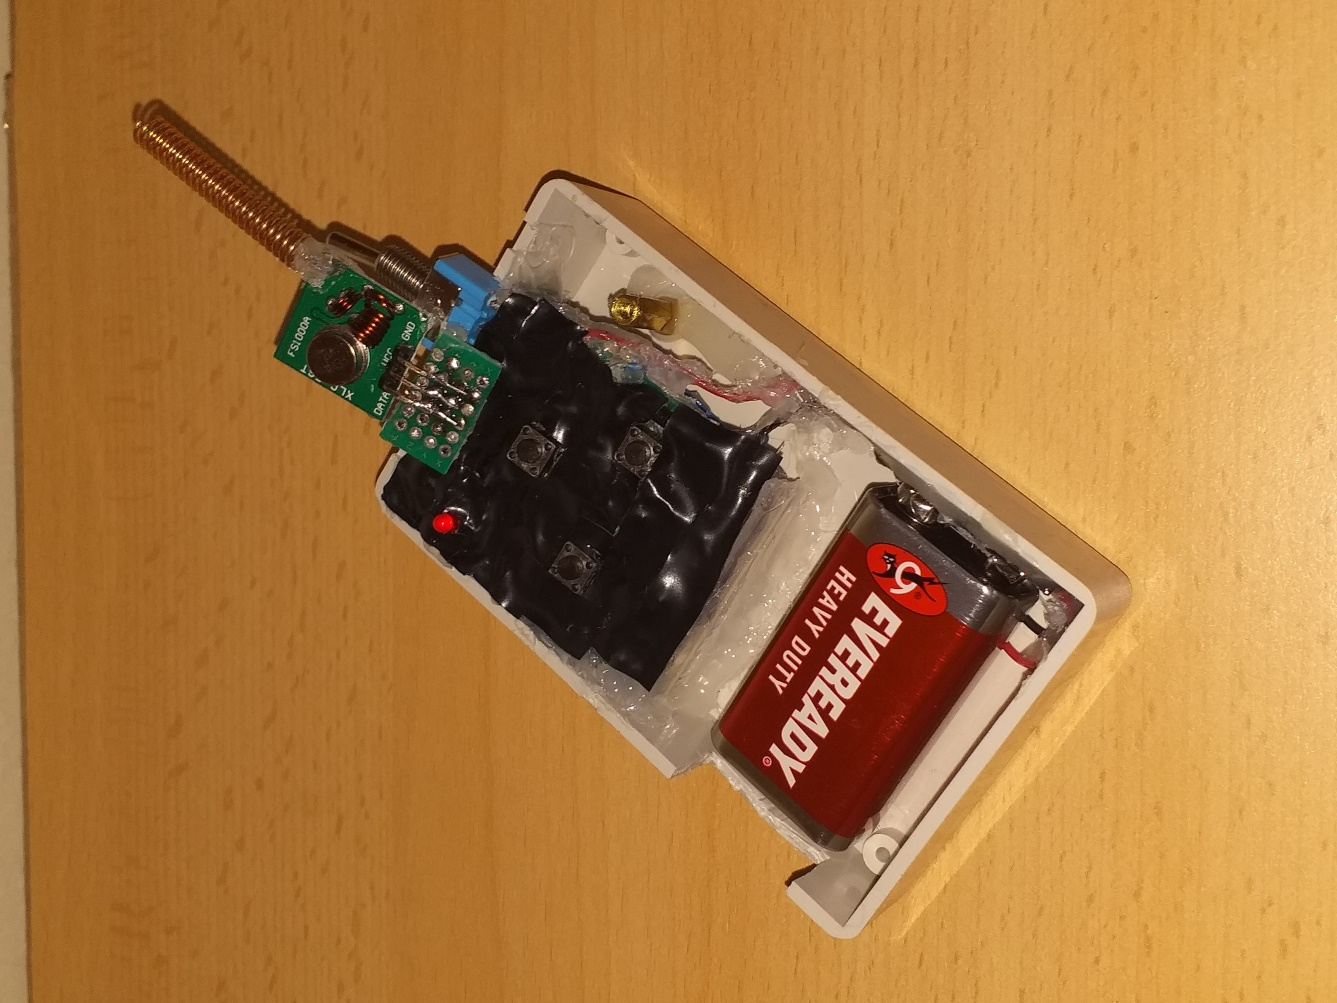 FS1000A
GND
VCC
DATA
EVEREADY®
HEAVY DUTY
9
®